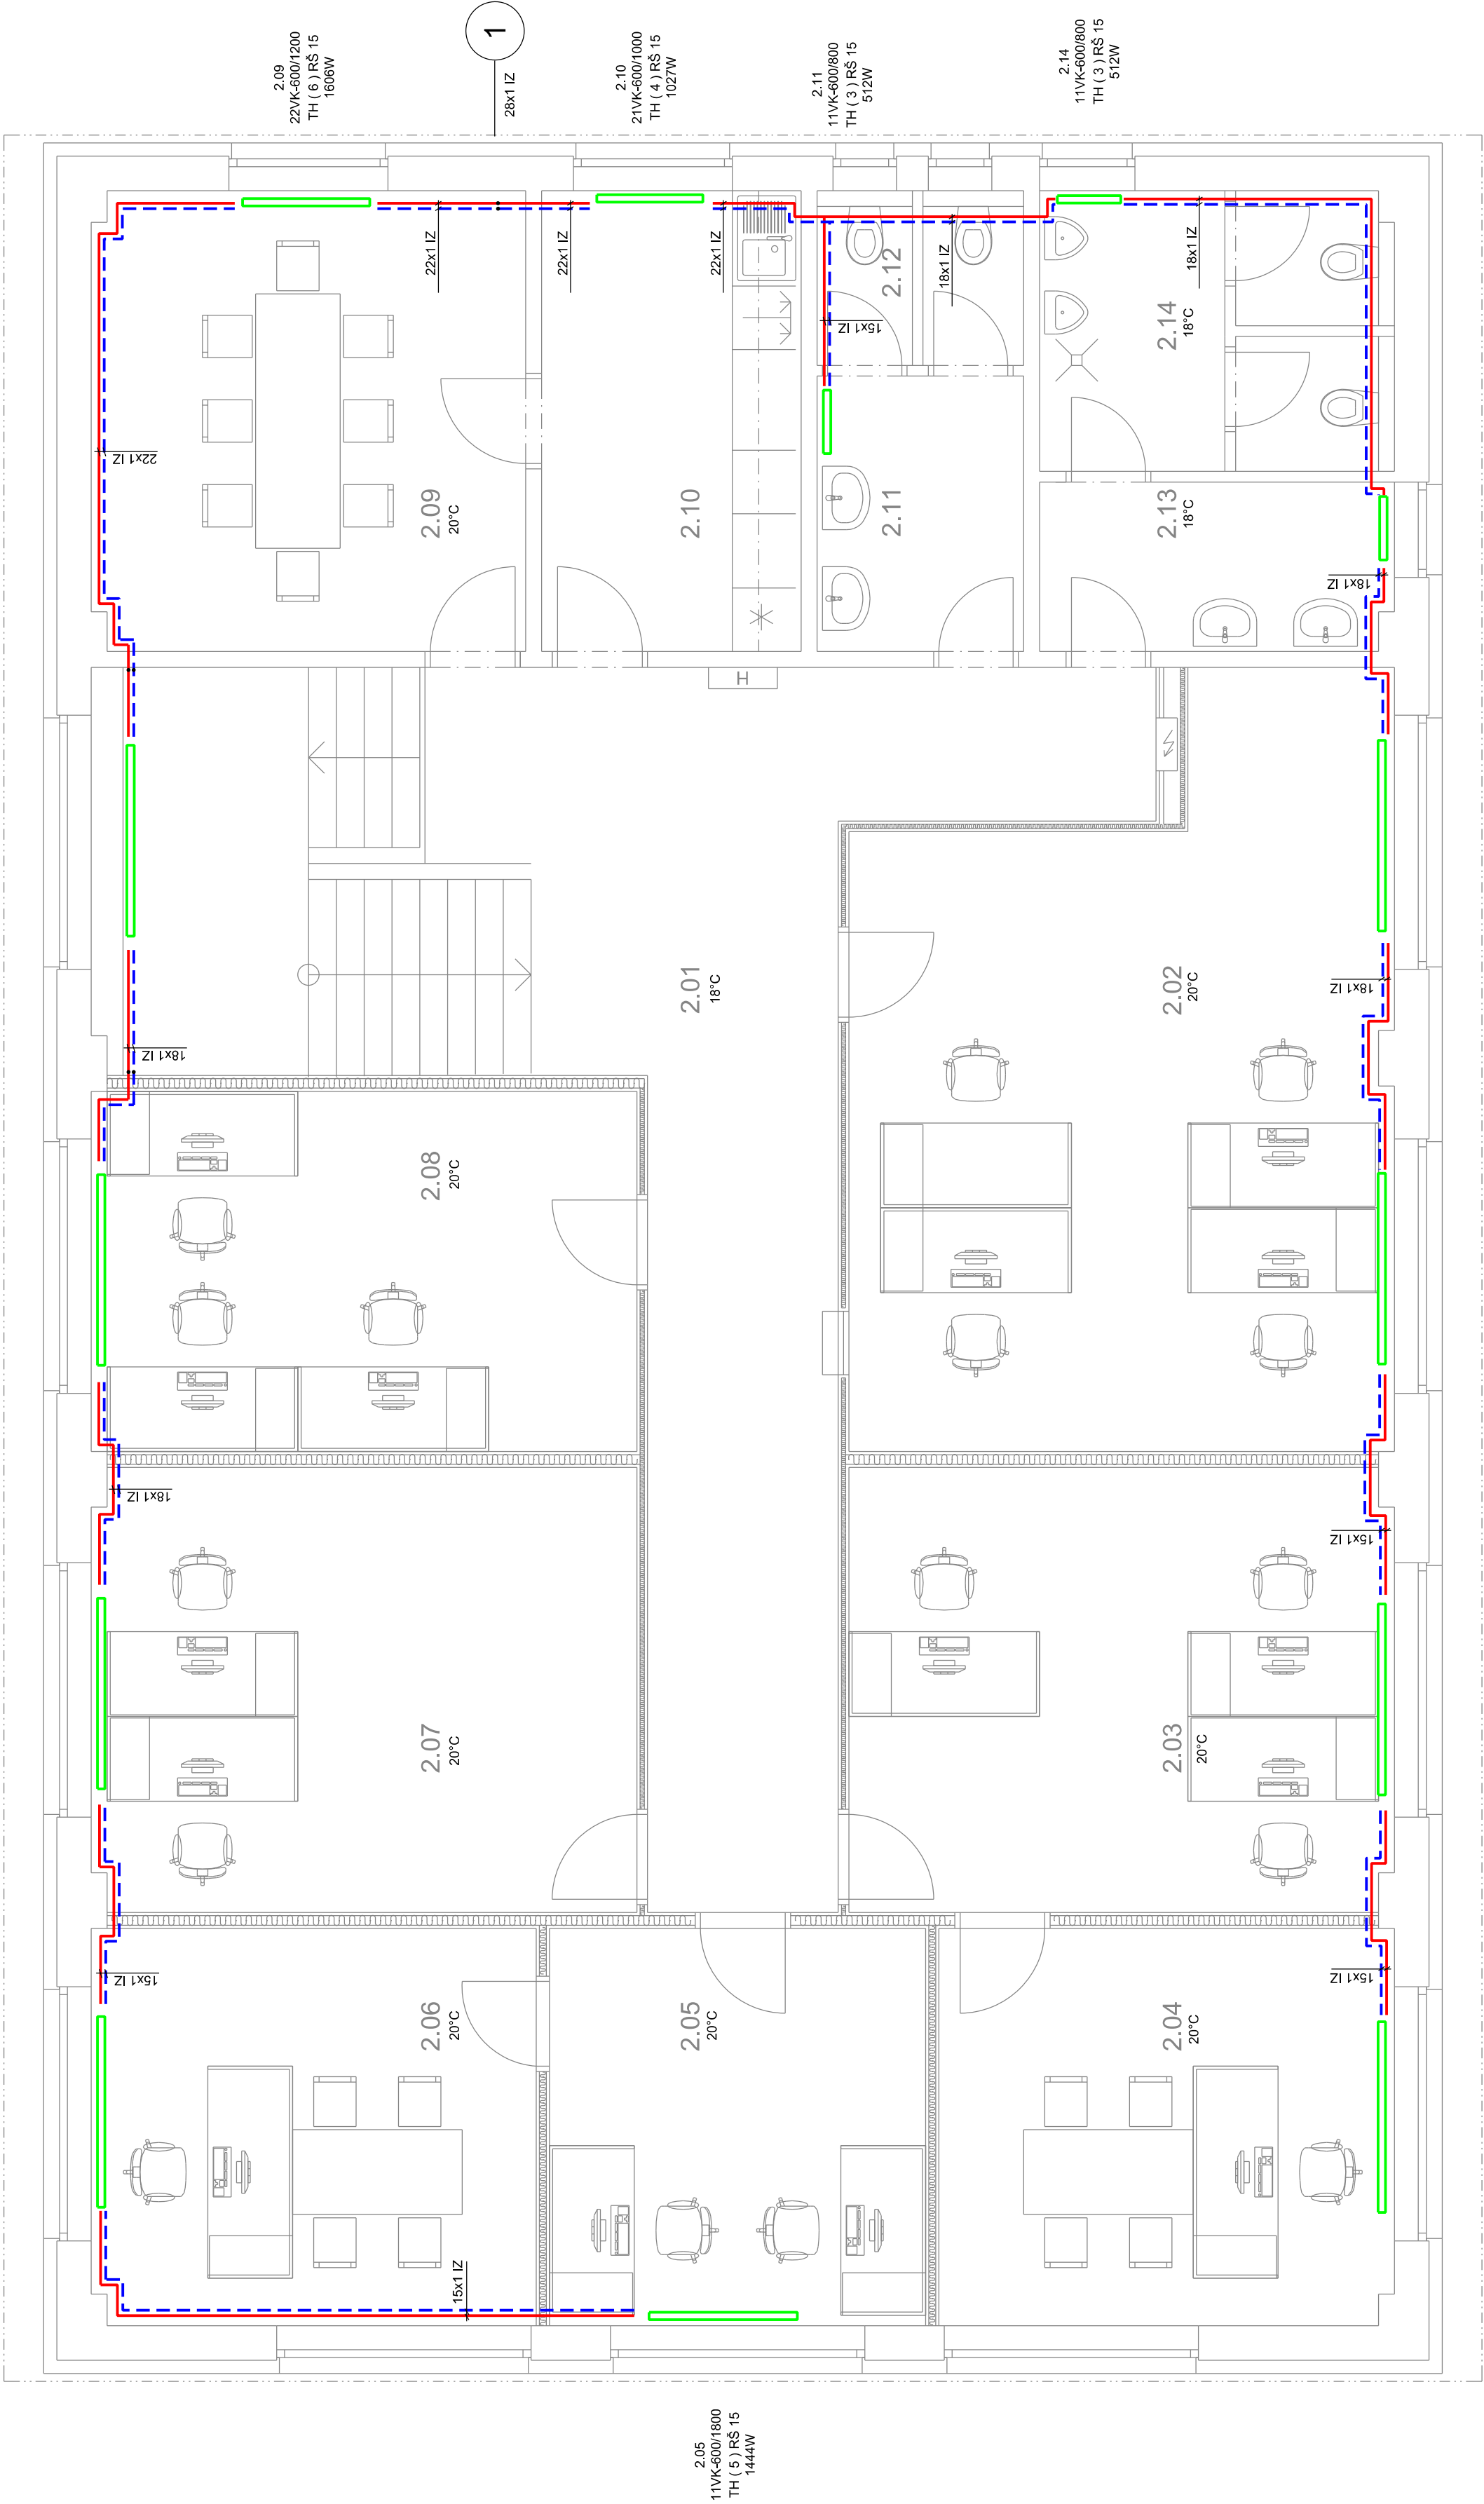 2.09
22VK-600/1200
TH ( 6 ) RŠ 15
1606W
1
28x1 IZ
2.10
21VK-600/1000
TH ( 4 ) RŠ 15
1027W
2.11
11VK-600/800
TH ( 3 ) RŠ 15
512W
2.14
11VK-600/800
TH ( 3 ) RŠ 15
512W
22x1 IZ
22x1 IZ
22x1 IZ
18x1 IZ
18x1 IZ
15x1 IZ
2.12
2.14
18°C
22x1 IZ
2.09
20°C
2.10
2.11
2.13
18°C
18x1 IZ
H
18x1 IZ
2.01
18°C
2.02
20°C
18x1 IZ
2.08
20°C
18x1 IZ
15x1 IZ
2.07
20°C
2.03
20°C
15x1 IZ
15x1 IZ
2.06
20°C
2.05
20°C
2.04
20°C
15x1 IZ
2.05
11VK-600/1800
TH ( 5 ) RŠ 15
1444W